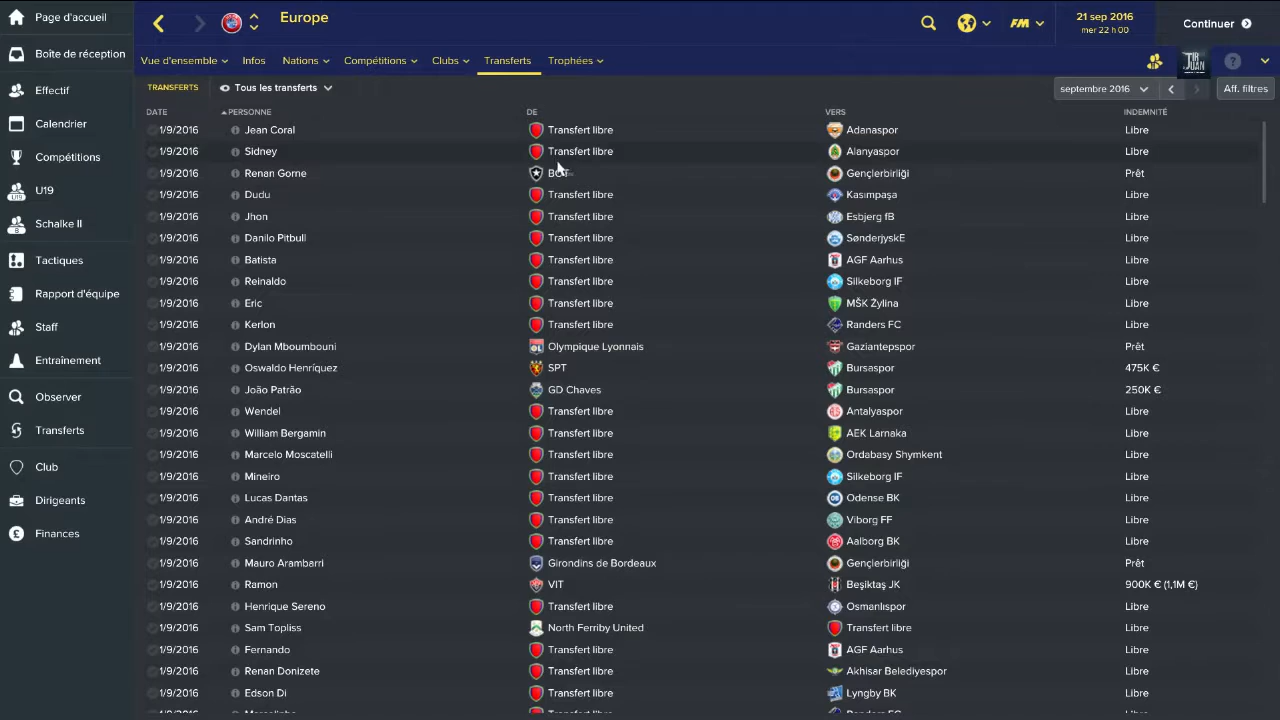 Page d'accueil
Boîte de réception
Effectif
Calendrier
Compétitions
U19
Schalke II
Tactiques
Rapport d'équipe
Staff
Entraînement
Observer
Transferts
Club
Dirigeants
Finances
Europe
FM
21 sep 2016
mer 22 h 00
Continuer
Vue d'ensemble Infos Nations Compétitions Clubs Transferts Trophées
TRANSFERTS Tous les transferts septembre 2016 Aff. filtres
DATE PERSONNE DE VERS INDEMNITÉ
1/9/2016 Jean Coral Transfert libre Adanaspor Libre
1/9/2016 Sidney Transfert libre Alanyaspor Libre
1/9/2016 Renan Gorne Gençlerbirliği Prêt
1/9/2016 Dudu Transfert libre Kasımpaşa Libre
1/9/2016 Jhon Transfert libre Esbjerg fB Libre
1/9/2016 Danilo Pitbull Transfert libre SønderjyskE Libre
1/9/2016 Batista Transfert libre AGF Aarhus Libre
1/9/2016 Reinaldo Transfert libre Silkeborg IF Libre
1/9/2016 Eric Transfert libre MŠK Žylina Libre
1/9/2016 Kerlon Transfert libre Randers FC Libre
1/9/2016 Dylan Mboumbouni Olympique Lyonnais Gaziantepspor Prêt
1/9/2016 Oswaldo Henríquez SPT Bursaspor 475K €
1/9/2016 João Patrão GD Chaves Bursaspor 250K €
1/9/2016 Wendel Transfert libre Antalyaspor Libre
1/9/2016 William Bergamin Transfert libre AEK Larnaka Libre
1/9/2016 Marcelo Moscatelli Transfert libre Ordabasy Shymkent Libre
1/9/2016 Mineiro Transfert libre Silkeborg IF Libre
1/9/2016 Lucas Dantas Transfert libre Odense BK Libre
1/9/2016 André Dias Transfert libre Viborg FF Libre
1/9/2016 Sandrinho Transfert libre Aalborg BK Libre
1/9/2016 Mauro Arambarri Girondins de Bordeaux Gençlerbirliği Prêt
1/9/2016 Ramon VIT Beşiktaş JK 900K € (1,1M €)
1/9/2016 Henrique Sereno Transfert libre Osmanlıspor Libre
1/9/2016 Sam Topliss North Ferriby United Transfert libre Libre
1/9/2016 Fernando Transfert libre AGF Aarhus Libre
1/9/2016 Renan Donizete Transfert libre Akhisar Belediyespor Libre
1/9/2016 Edson Di Transfert libre Lyngby BK Libre